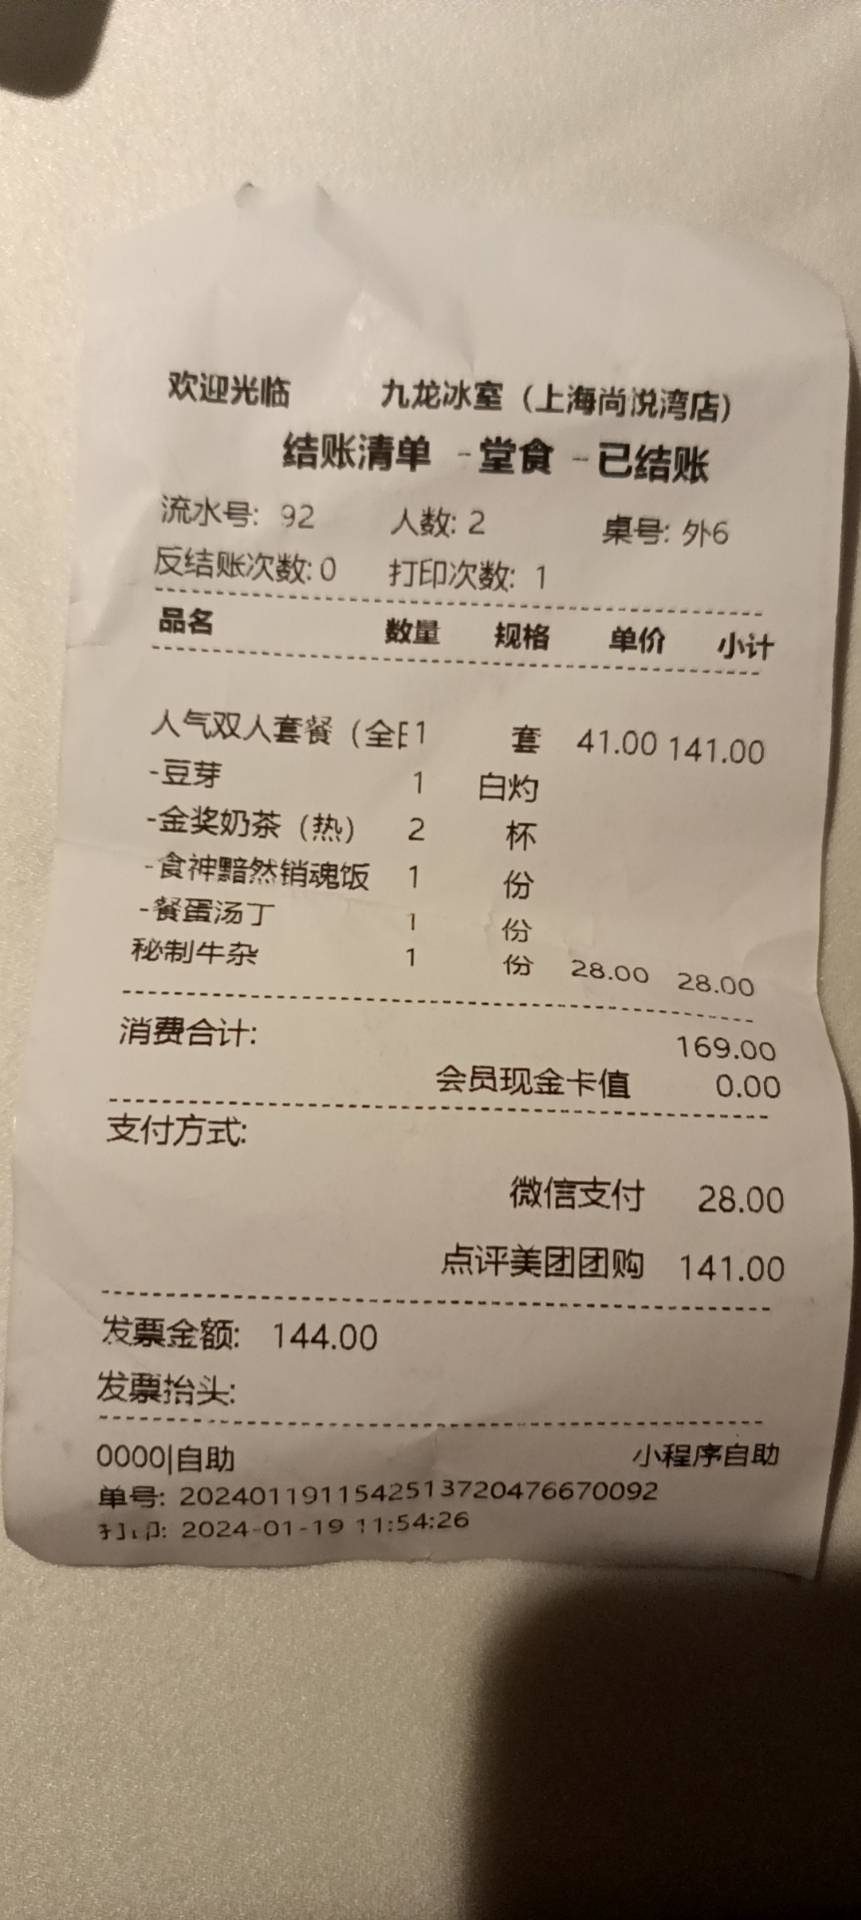 欢迎光临 九龙冰室（上海尚悦湾店）
结账清单 -堂食 -已结账
流水号: 92 人数: 2 桌号: 外6
反结账次数: 0 打印次数: 1
品名 数量 规格 单价 小计
人气双人套餐（全日1 套 41.00 141.00
-豆芽 1 白灼
-金奖奶茶（热） 2 杯
-食神黯然销魂饭 1 份
-餐蛋汤丁 1 份
秘制牛杂 1 份 28.00 28.00
消费合计: 169.00
会员现金卡值 0.00
支付方式:
微信支付 28.00
点评美团团购 141.00
发票金额: 144.00
发票抬头:
0000|自助 小程序自助
单号: 2024011911542513720476670092
打印: 2024-01-19 11:54:26